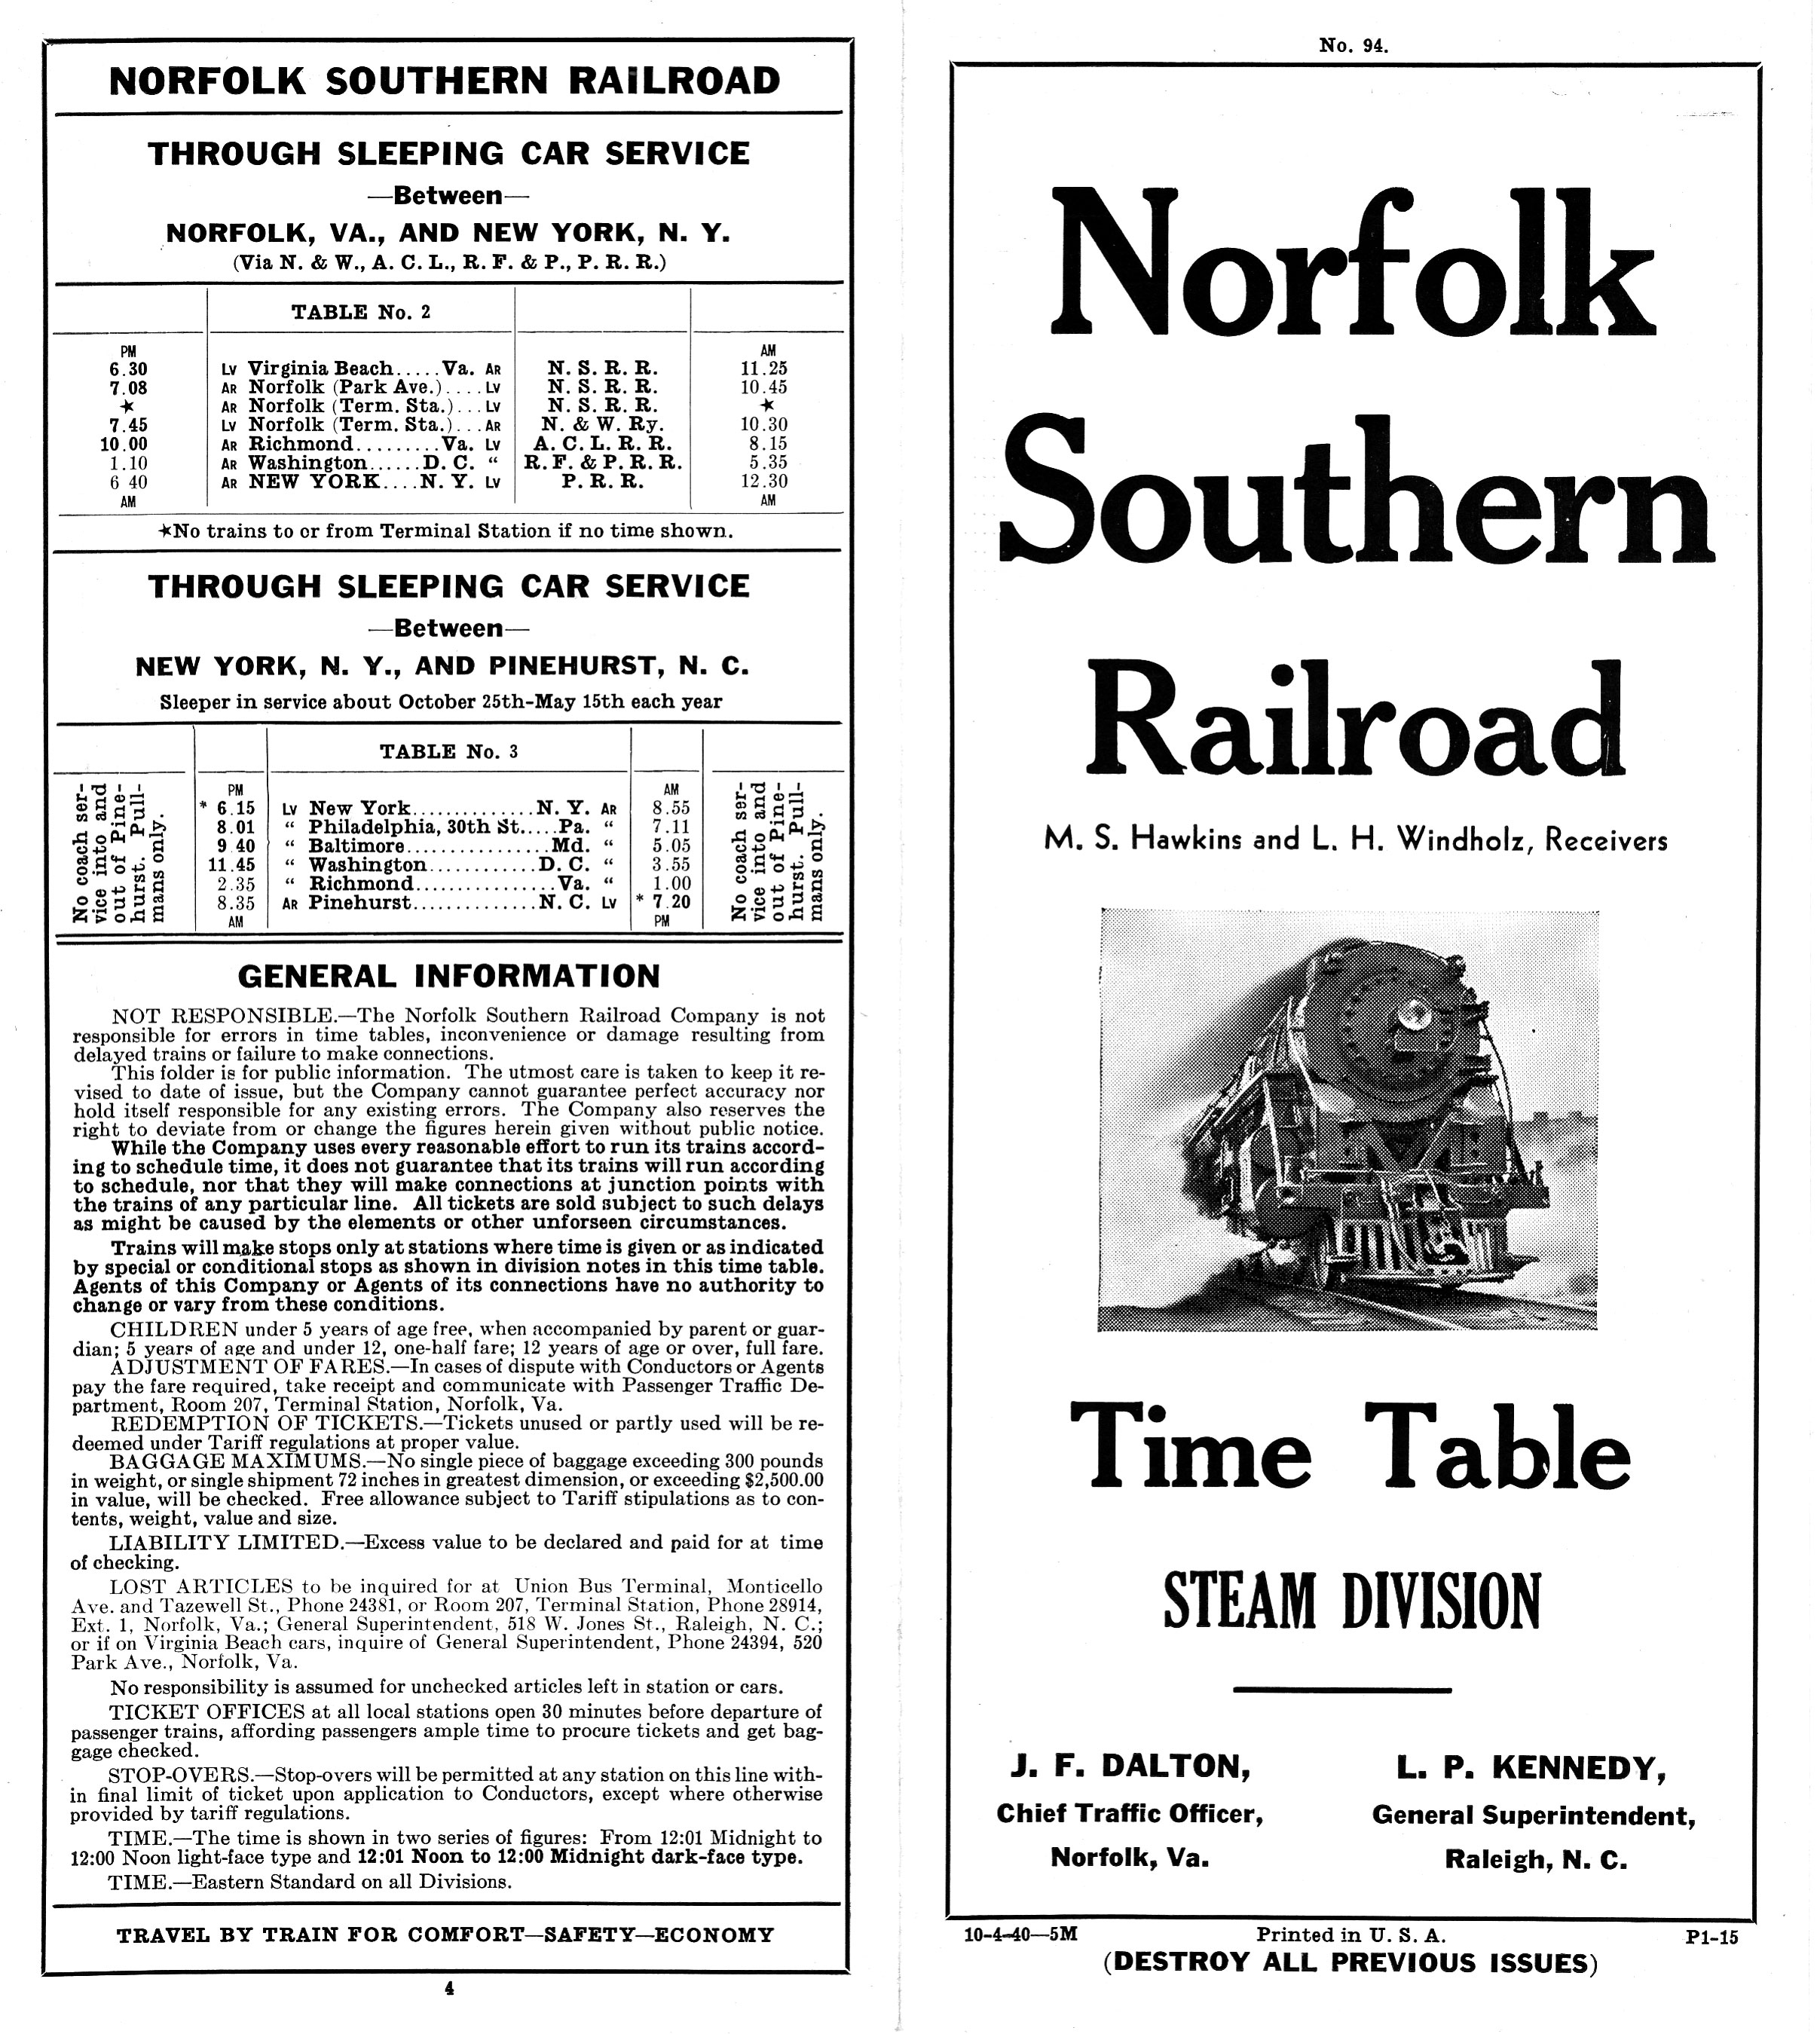 NORFOLK SOUTHERN RAILROAD
THROUGH SLEEPING CAR SERVICE
—Between—
NORFOLK, VA., AND NEW YORK, N. Y.
(Via N. & W., A. C. L., R. F. & P., P. R. R.)
TABLE No. 2
PM AM
6.30 Lv Virginia Beach.....Va. AR N. S. R. R. 11.25
7.08 AR Norfolk (Park Ave.)....Lv N. S. R. R. 10.45
★ AR Norfolk (Term. Sta.)...Lv N. S. R. R. ★
7.45 Lv Norfolk (Term. Sta.)...AR N. & W. Ry. 10.30
10.00 AR Richmond.........Va. Lv A. C. L. R. R. 8.15
1.10 AR Washington......D. C. “ R. F. & P. R. R. 5.35
6 40 AR NEW YORK....N. Y. Lv P. R. R. 12.30
AM AM
★No trains to or from Terminal Station if no time shown.
THROUGH SLEEPING CAR SERVICE
—Between—
NEW YORK, N. Y., AND PINEHURST, N. C.
Sleeper in service about October 25th-May 15th each year
TABLE No. 3
No coach ser-
vice into and
out of Pine-
hurst. Pull-
mans only.
PM AM
* 6.15 Lv New York.............N. Y. AR 8.55
8.01 “ Philadelphia, 30th St.....Pa. “ 7.11
9 40 “ Baltimore................Md. “ 5.05
11.45 “ Washington............D. C. “ 3.55
2.35 “ Richmond................Va. “ 1.00
8.35 AR Pinehurst..............N. C. Lv * 7.20
AM PM
No coach ser-
vice into and
out of Pine-
hurst. Pull-
mans only.
GENERAL INFORMATION
NOT RESPONSIBLE.—The Norfolk Southern Railroad Company is not
responsible for errors in time tables, inconvenience or damage resulting from
delayed trains or failure to make connections.
This folder is for public information. The utmost care is taken to keep it re-
vised to date of issue, but the Company cannot guarantee perfect accuracy nor
hold itself responsible for any existing errors. The Company also reserves the
right to deviate from or change the figures herein given without public notice.
While the Company uses every reasonable effort to run its trains accord-
ing to schedule time, it does not guarantee that its trains will run according
to schedule, nor that they will make connections at junction points with
the trains of any particular line. All tickets are sold subject to such delays
as might be caused by the elements or other unforseen circumstances.
Trains will make stops only at stations where time is given or as indicated
by special or conditional stops as shown in division notes in this time table.
Agents of this Company or Agents of its connections have no authority to
change or vary from these conditions.
CHILDREN under 5 years of age free, when accompanied by parent or guar-
dian; 5 years of age and under 12, one-half fare; 12 years of age or over, full fare.
ADJUSTMENT OF FARES.—In cases of dispute with Conductors or Agents
pay the fare required, take receipt and communicate with Passenger Traffic De-
partment, Room 207, Terminal Station, Norfolk, Va.
REDEMPTION OF TICKETS.—Tickets unused or partly used will be re-
deemed under Tariff regulations at proper value.
BAGGAGE MAXIMUMS.—No single piece of baggage exceeding 300 pounds
in weight, or single shipment 72 inches in greatest dimension, or exceeding $2,500.00
in value, will be checked. Free allowance subject to Tariff stipulations as to con-
tents, weight, value and size.
LIABILITY LIMITED.—Excess value to be declared and paid for at time
of checking.
LOST ARTICLES to be inquired for at Union Bus Terminal, Monticello
Ave. and Tazewell St., Phone 24381, or Room 207, Terminal Station, Phone 28914,
Ext. 1, Norfolk, Va.; General Superintendent, 518 W. Jones St., Raleigh, N. C.;
or if on Virginia Beach cars, inquire of General Superintendent, Phone 24394, 520
Park Ave., Norfolk, Va.
No responsibility is assumed for unchecked articles left in station or cars.
TICKET OFFICES at all local stations open 30 minutes before departure of
passenger trains, affording passengers ample time to procure tickets and get bag-
gage checked.
STOP-OVERS.—Stop-overs will be permitted at any station on this line with-
in final limit of ticket upon application to Conductors, except where otherwise
provided by tariff regulations.
TIME.—The time is shown in two series of figures: From 12:01 Midnight to
12:00 Noon light-face type and 12:01 Noon to 12:00 Midnight dark-face type.
TIME.—Eastern Standard on all Divisions.
TRAVEL BY TRAIN FOR COMFORT—SAFETY—ECONOMY
4
No. 94.
Norfolk
Southern
Railroad
M. S. Hawkins and L. H. Windholz, Receivers
Time Table
STEAM DIVISION
J. F. DALTON,
Chief Traffic Officer,
Norfolk, Va.
L. P. KENNEDY,
General Superintendent,
Raleigh, N. C.
10-4-40—5M Printed in U. S. A. P1-15
(DESTROY ALL PREVIOUS ISSUES)